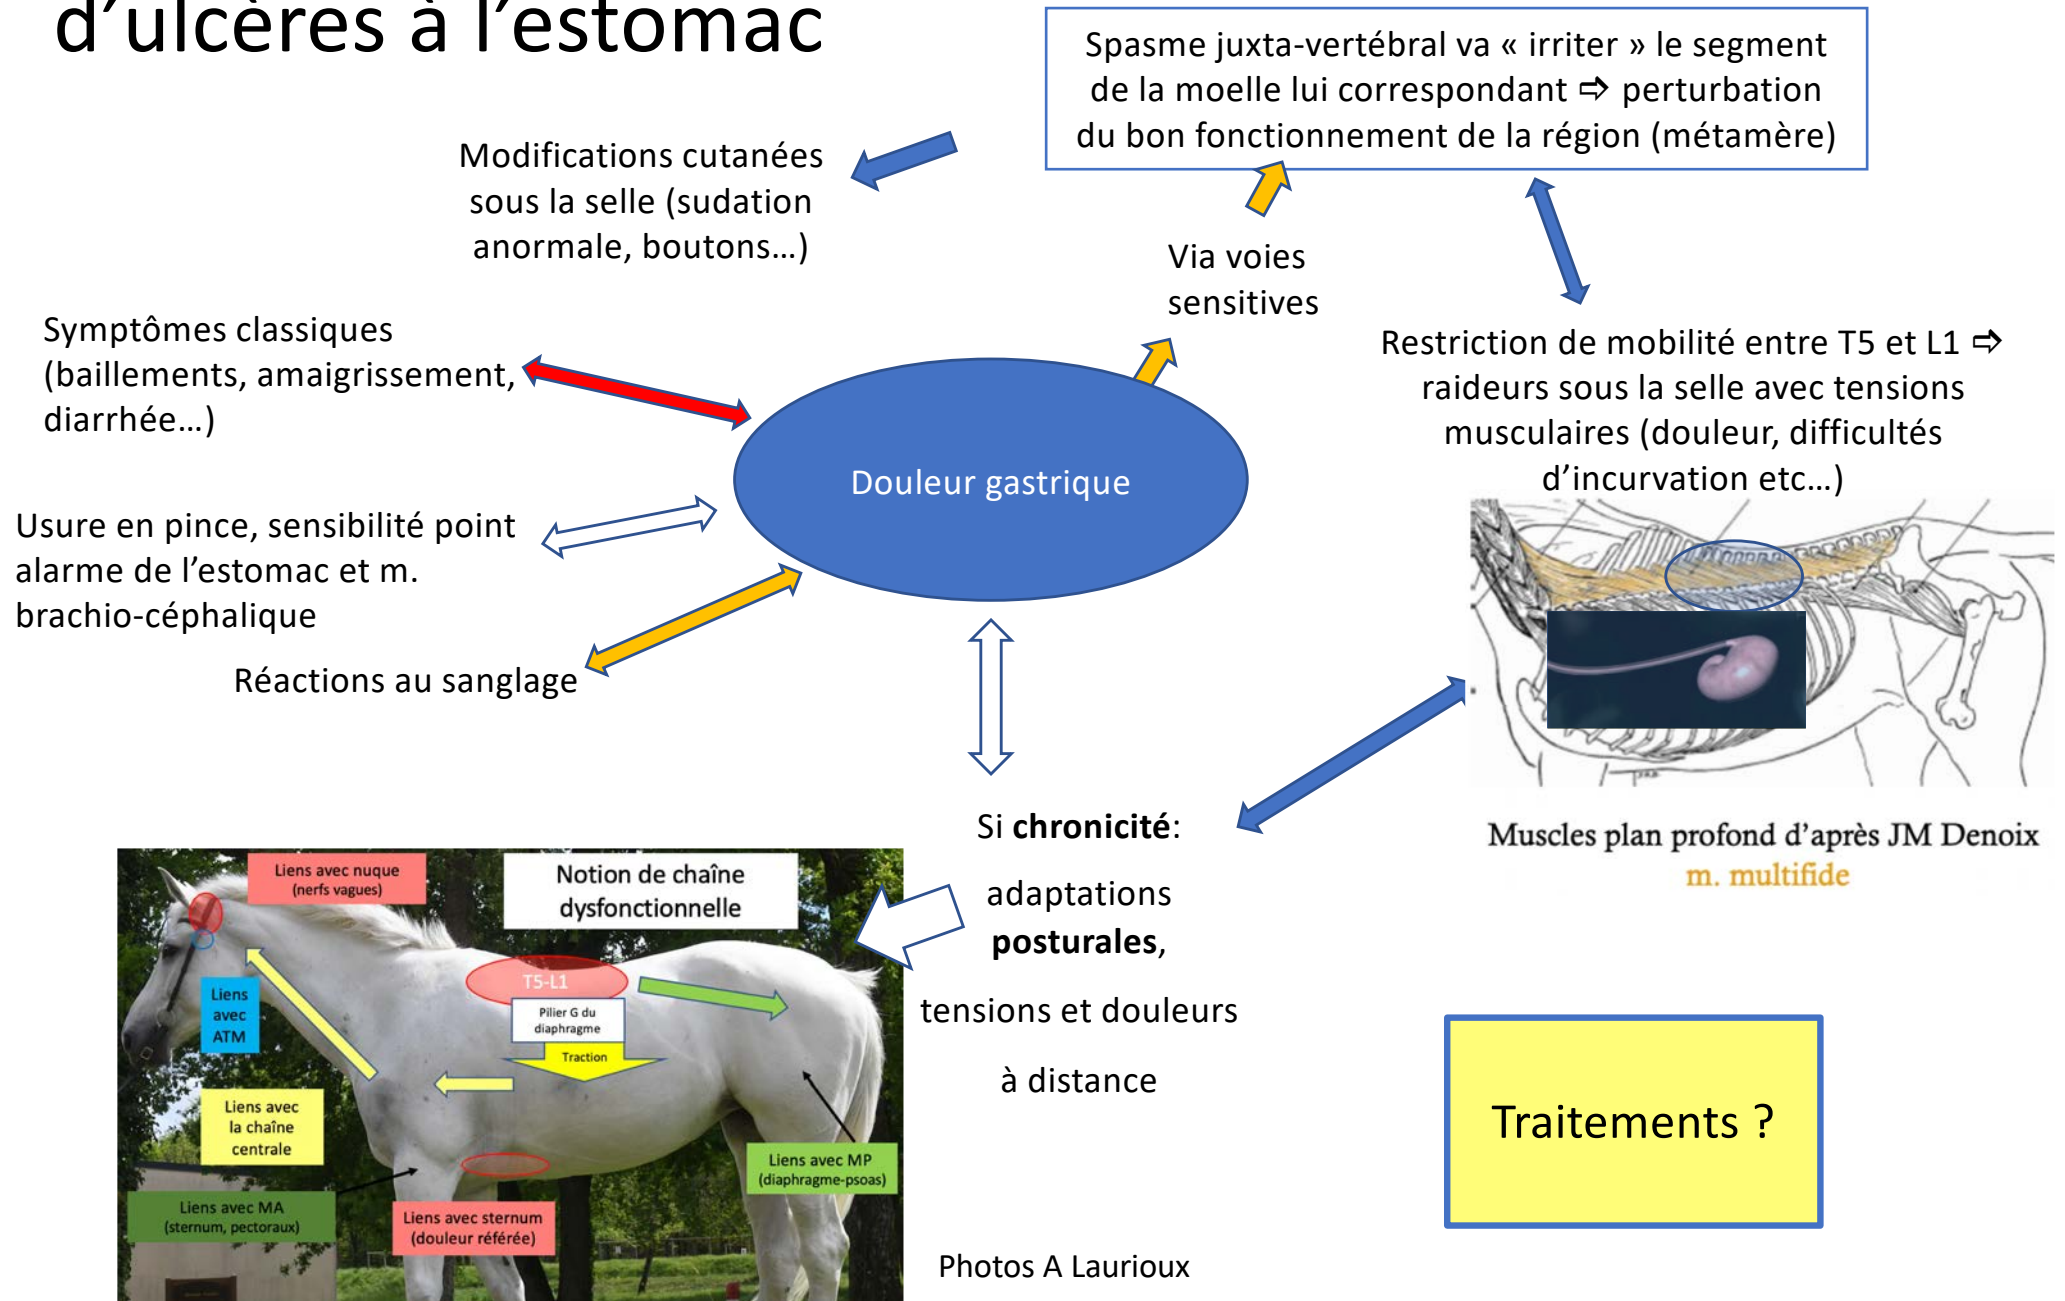 d’ulcères à l’estomac
Spasme juxta-vertébral va « irriter » le segment
de la moelle lui correspondant ⇨ perturbation
du bon fonctionnement de la région (métamère)
Modifications cutanées
sous la selle (sudation
anormale, boutons…)
Via voies
sensitives
Symptômes classiques
(baillements, amaigrissement,
diarrhée…)
Restriction de mobilité entre T5 et L1 ⇨
raideurs sous la selle avec tensions
musculaires (douleur, difficultés
d’incurvation etc…)
Douleur gastrique
Usure en pince, sensibilité point
alarme de l’estomac et m.
brachio-céphalique
Réactions au sanglage
Si chronicité:
adaptations
posturales,
tensions et douleurs
à distance
Muscles plan profond d’après JM Denoix
m. multifide
Liens avec nuque
(nerfs vagues)
Notion de chaîne
dysfonctionnelle
T5-L1
Pilier G du
diaphragme
Traction
Liens
avec
ATM
Liens avec
la chaîne
centrale
Liens avec MP
(diaphragme-psoas)
Liens avec MA
(sternum, pectoraux)
Liens avec sternum
(douleur référée)
Traitements ?
Photos A Laurioux